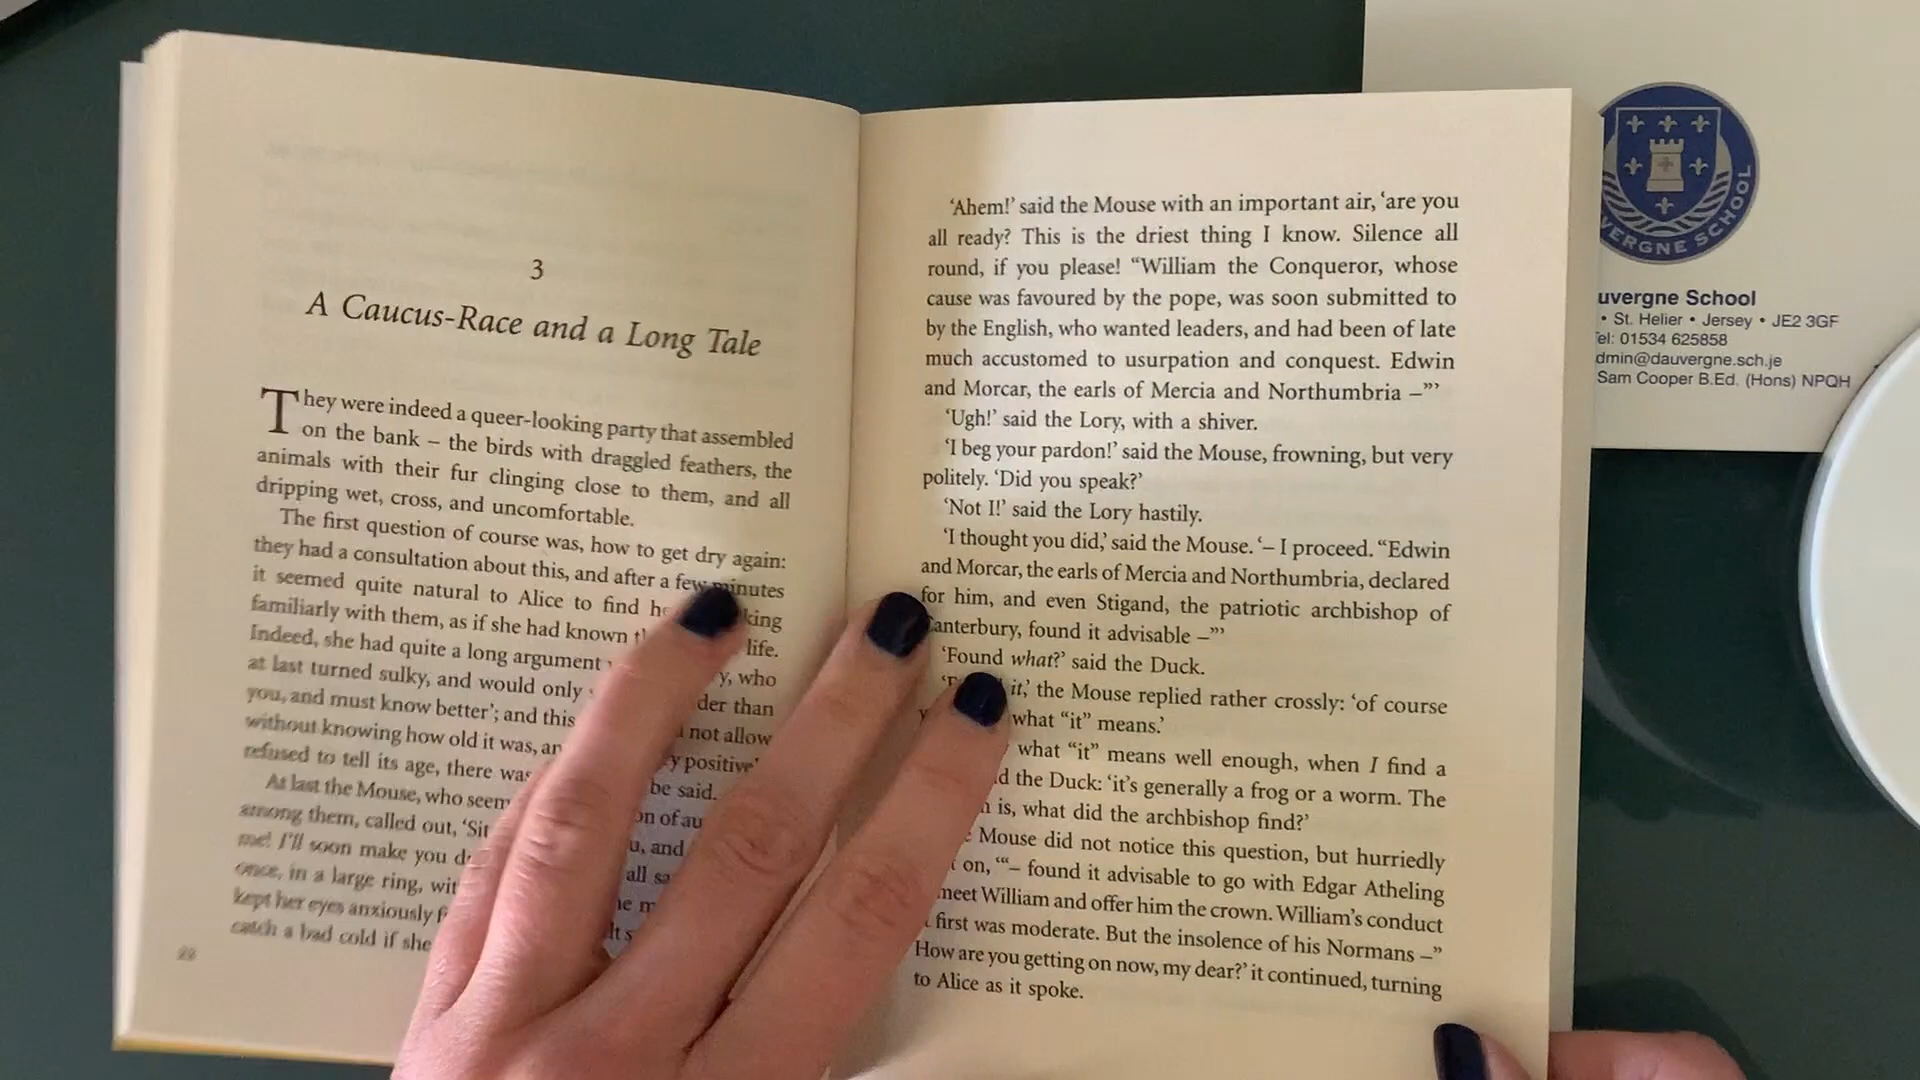 3
A Caucus-Race and a Long Tale
They were indeed a queer-looking party that assembled
on the bank – the birds with draggled feathers, the
animals with their fur clinging close to them, and all
dripping wet, cross, and uncomfortable.
The first question of course was, how to get dry again:
they had a consultation about this, and after a few minutes
it seemed quite natural to Alice to find
familiarly with them, as if she had known life.
Indeed, she had quite a long argument who
at last turned sulky, and would only than
you, and must know better’; and this not allow
without knowing how old it was, positive
refused to tell its age, there was be said.
At last the Mouse, who of
among them, called out, ‘Sit and
me! I’ll soon make you all
once, in a large ring,
kept her eyes anxiously
catch a bad cold if she
22
‘Ahem!’ said the Mouse with an important air, ‘are you
all ready? This is the driest thing I know. Silence all
round, if you please! “William the Conqueror, whose
cause was favoured by the pope, was soon submitted to
by the English, who wanted leaders, and had been of late
much accustomed to usurpation and conquest. Edwin
and Morcar, the earls of Mercia and Northumbria –”’
‘Ugh!’ said the Lory, with a shiver.
‘I beg your pardon!’ said the Mouse, frowning, but very
politely. ‘Did you speak?’
‘Not I!’ said the Lory hastily.
‘I thought you did,’ said the Mouse. ‘– I proceed. “Edwin
and Morcar, the earls of Mercia and Northumbria, declared
for him, and even Stigand, the patriotic archbishop of
Canterbury, found it advisable –”’
‘Found what?’ said the Duck.
it,’ the Mouse replied rather crossly: ‘of course
what “it” means.’
what “it” means well enough, when I find a
the Duck: ‘it’s generally a frog or a worm. The
is, what did the archbishop find?’
Mouse did not notice this question, but hurriedly
on, ‘“– found it advisable to go with Edgar Atheling
meet William and offer him the crown. William’s conduct
first was moderate. But the insolence of his Normans –”
How are you getting on now, my dear?’ it continued, turning
to Alice as it spoke.
VERGNE SCHOOL
uvergne School
• St. Helier • Jersey • JE2 3GF
el: 01534 625858
dmin@dauvergne.sch.je
Sam Cooper B.Ed. (Hons) NPQH